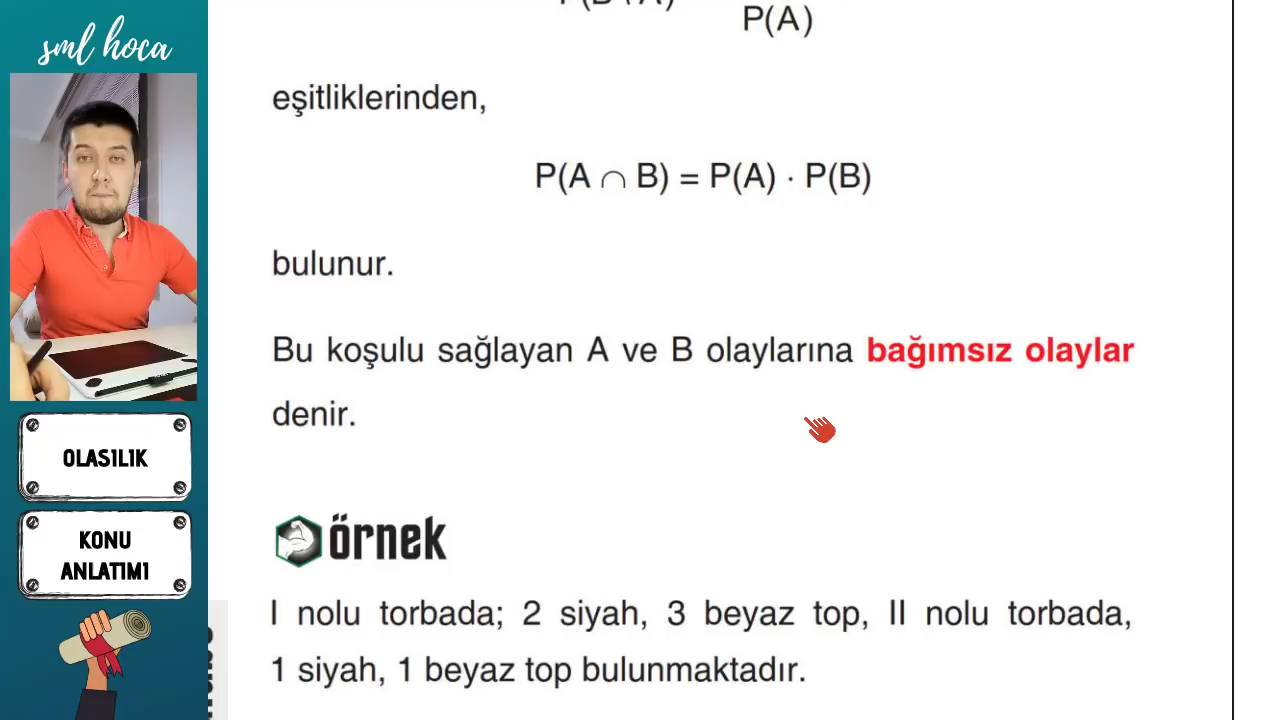 sml hoca
P(A)
eşitliklerinden,
P(A ∩ B) = P(A) · P(B)
bulunur.
Bu koşulu sağlayan A ve B olaylarına bağımsız olaylar
denir.
OLASILIK
KONU
ANLATIMI
örnek
I nolu torbada; 2 siyah, 3 beyaz top, II nolu torbada,
1 siyah, 1 beyaz top bulunmaktadır.